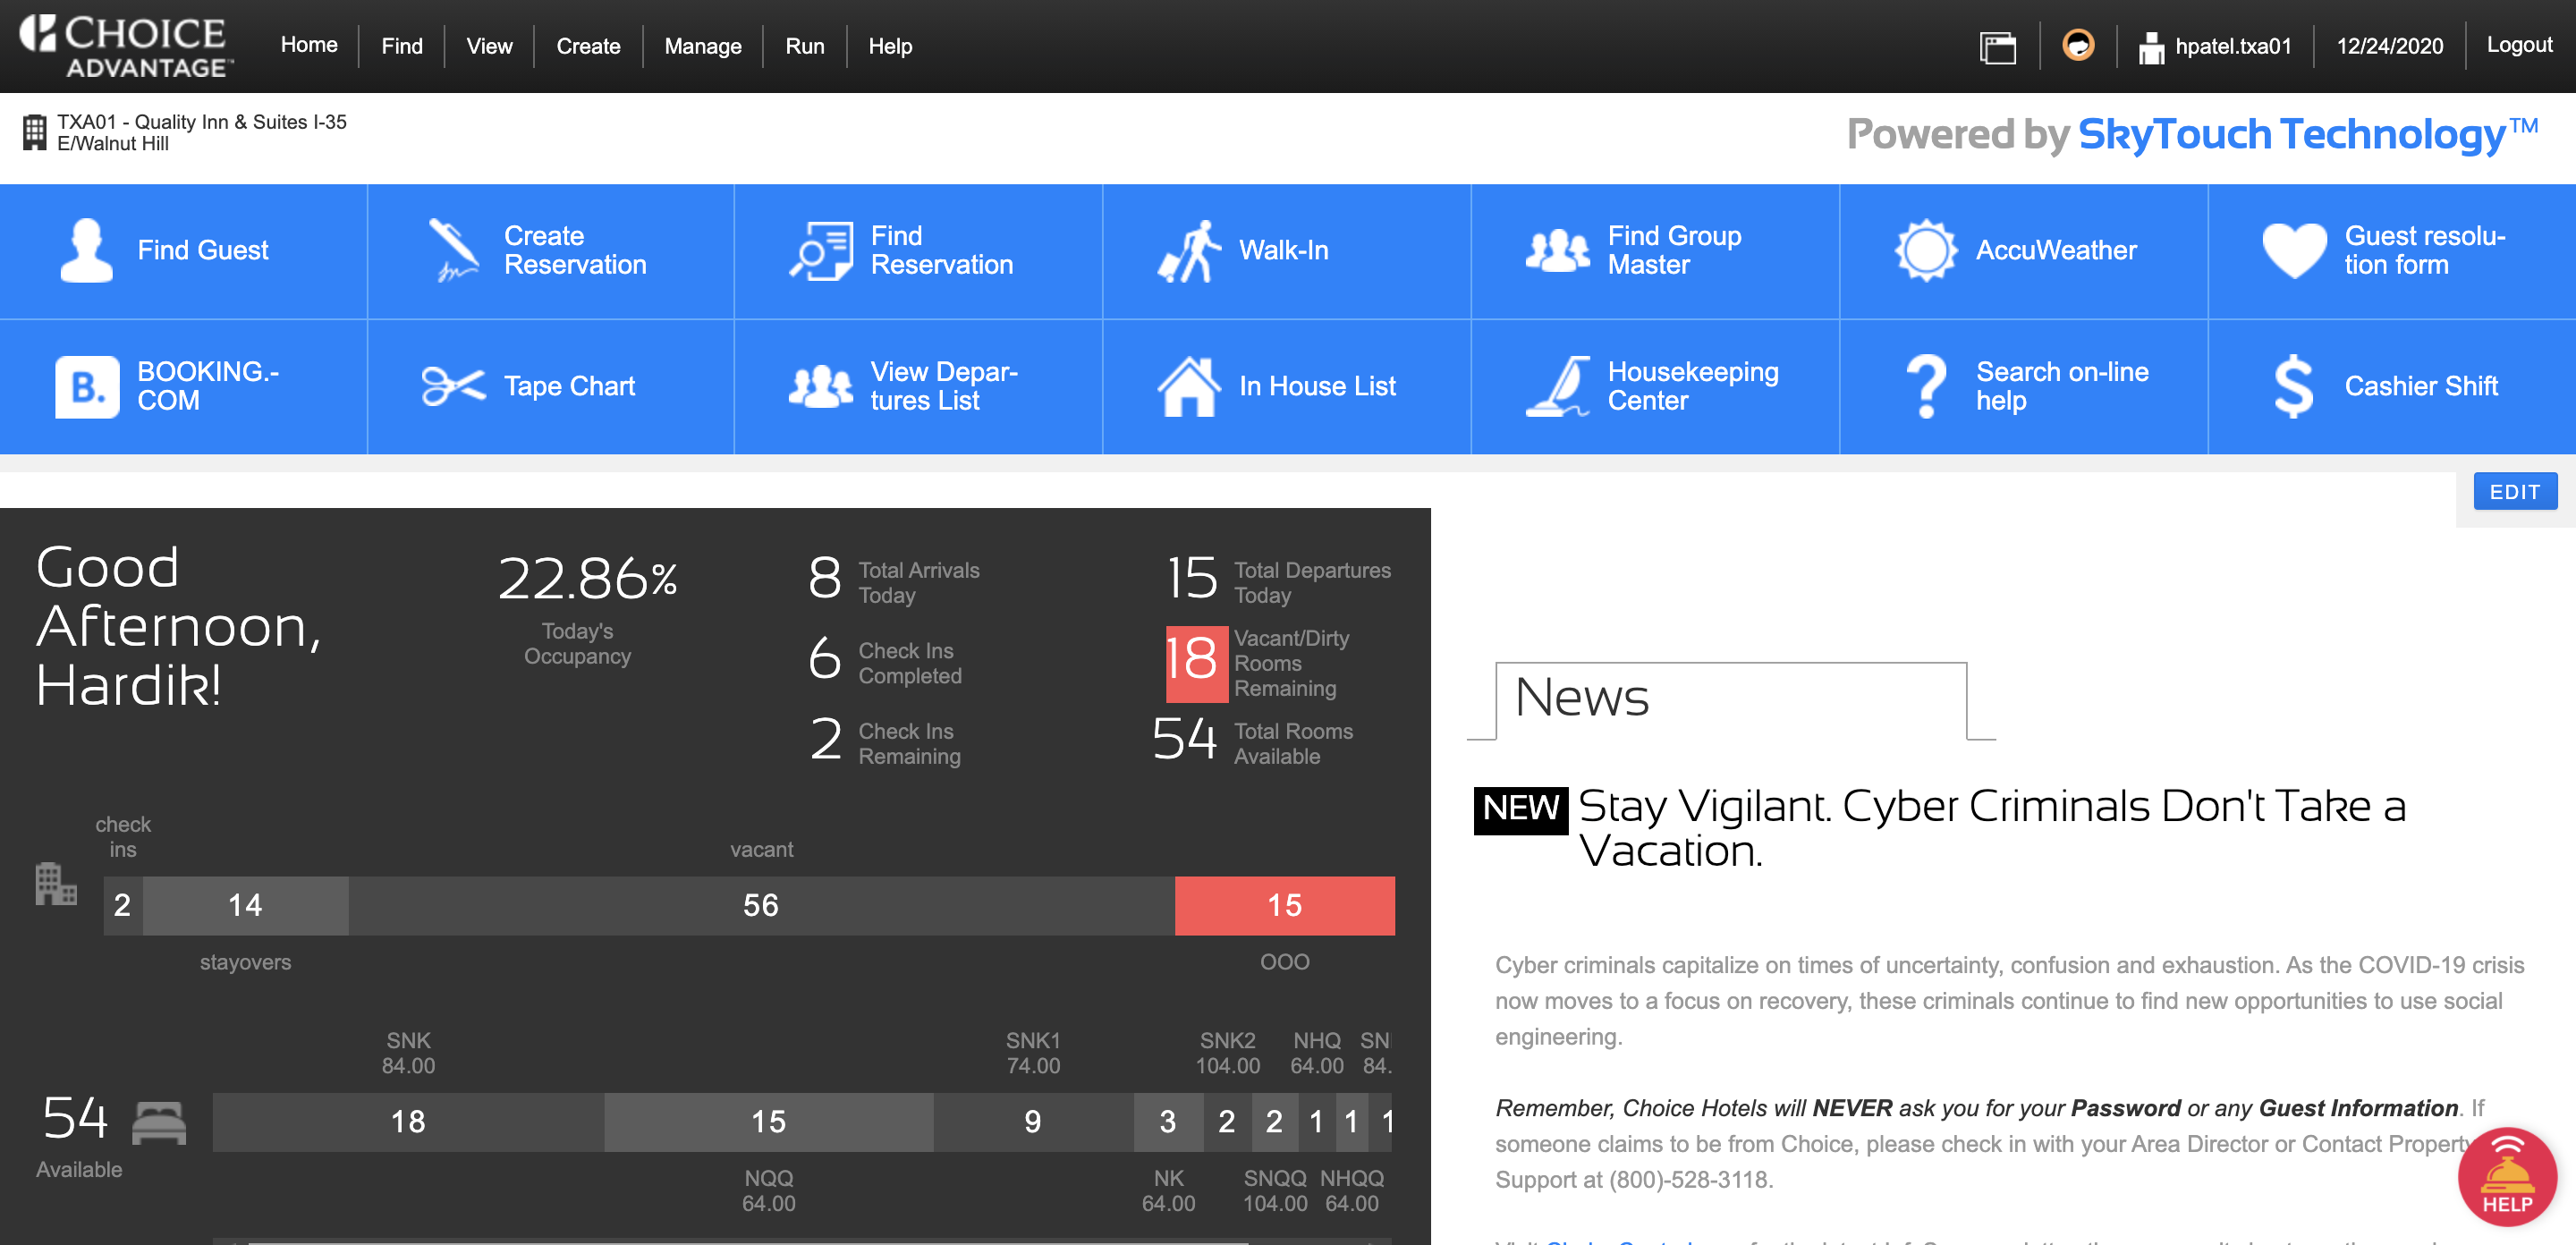 CHOICE
ADVANTAGE™
Home
Find
View
Create
Manage
Run
Help
hpatel.txa01
12/24/2020
Logout
TXA01 - Quality Inn & Suites I-35
E/Walnut Hill
Powered by SkyTouch Technology™
Find Guest
Create
Reservation
Find
Reservation
Walk-In
Find Group
Master
AccuWeather
Guest resolu-
tion form
B.
BOOKING.-
COM
Tape Chart
View Depar-
tures List
In House List
Housekeeping
Center
Search on-line
help
Cashier Shift
EDIT
Good
Afternoon,
Hardik!
22.86%
Today's
Occupancy
8 Total Arrivals
Today
6 Check Ins
Completed
2 Check Ins
Remaining
15 Total Departures
Today
18 Vacant/Dirty
Rooms
Remaining
54 Total Rooms
Available
check
ins
vacant
2 14 56 15
stayovers
OOO
SNK SNK1 SNK2 NHQ SN
84.00 74.00 104.00 64.00 84.
54
Available
18 15 9 3 2 2 1 1 1
NQQ NK SNQQ NHQQ
64.00 64.00 104.00 64.00
News
NEW Stay Vigilant. Cyber Criminals Don't Take a
Vacation.
Cyber criminals capitalize on times of uncertainty, confusion and exhaustion. As the COVID-19 crisis
now moves to a focus on recovery, these criminals continue to find new opportunities to use social
engineering.
Remember, Choice Hotels will NEVER ask you for your Password or any Guest Information. If
someone claims to be from Choice, please check in with your Area Director or Contact Property
Support at (800)-528-3118.
HELP